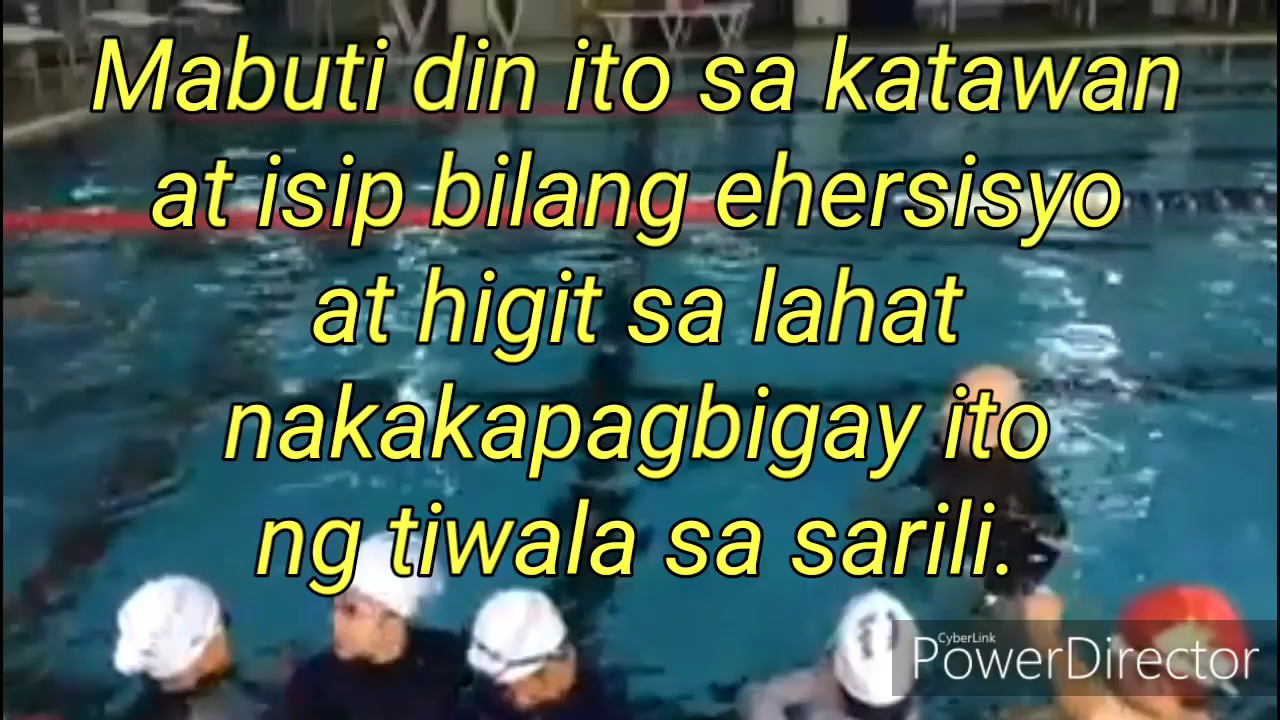 Mabuti din ito sa katawan
at isip bilang ehersisyo
at higit sa lahat
nakakapagbigay ito
ng tiwala sa sarili.
CyberLink
PowerDirector